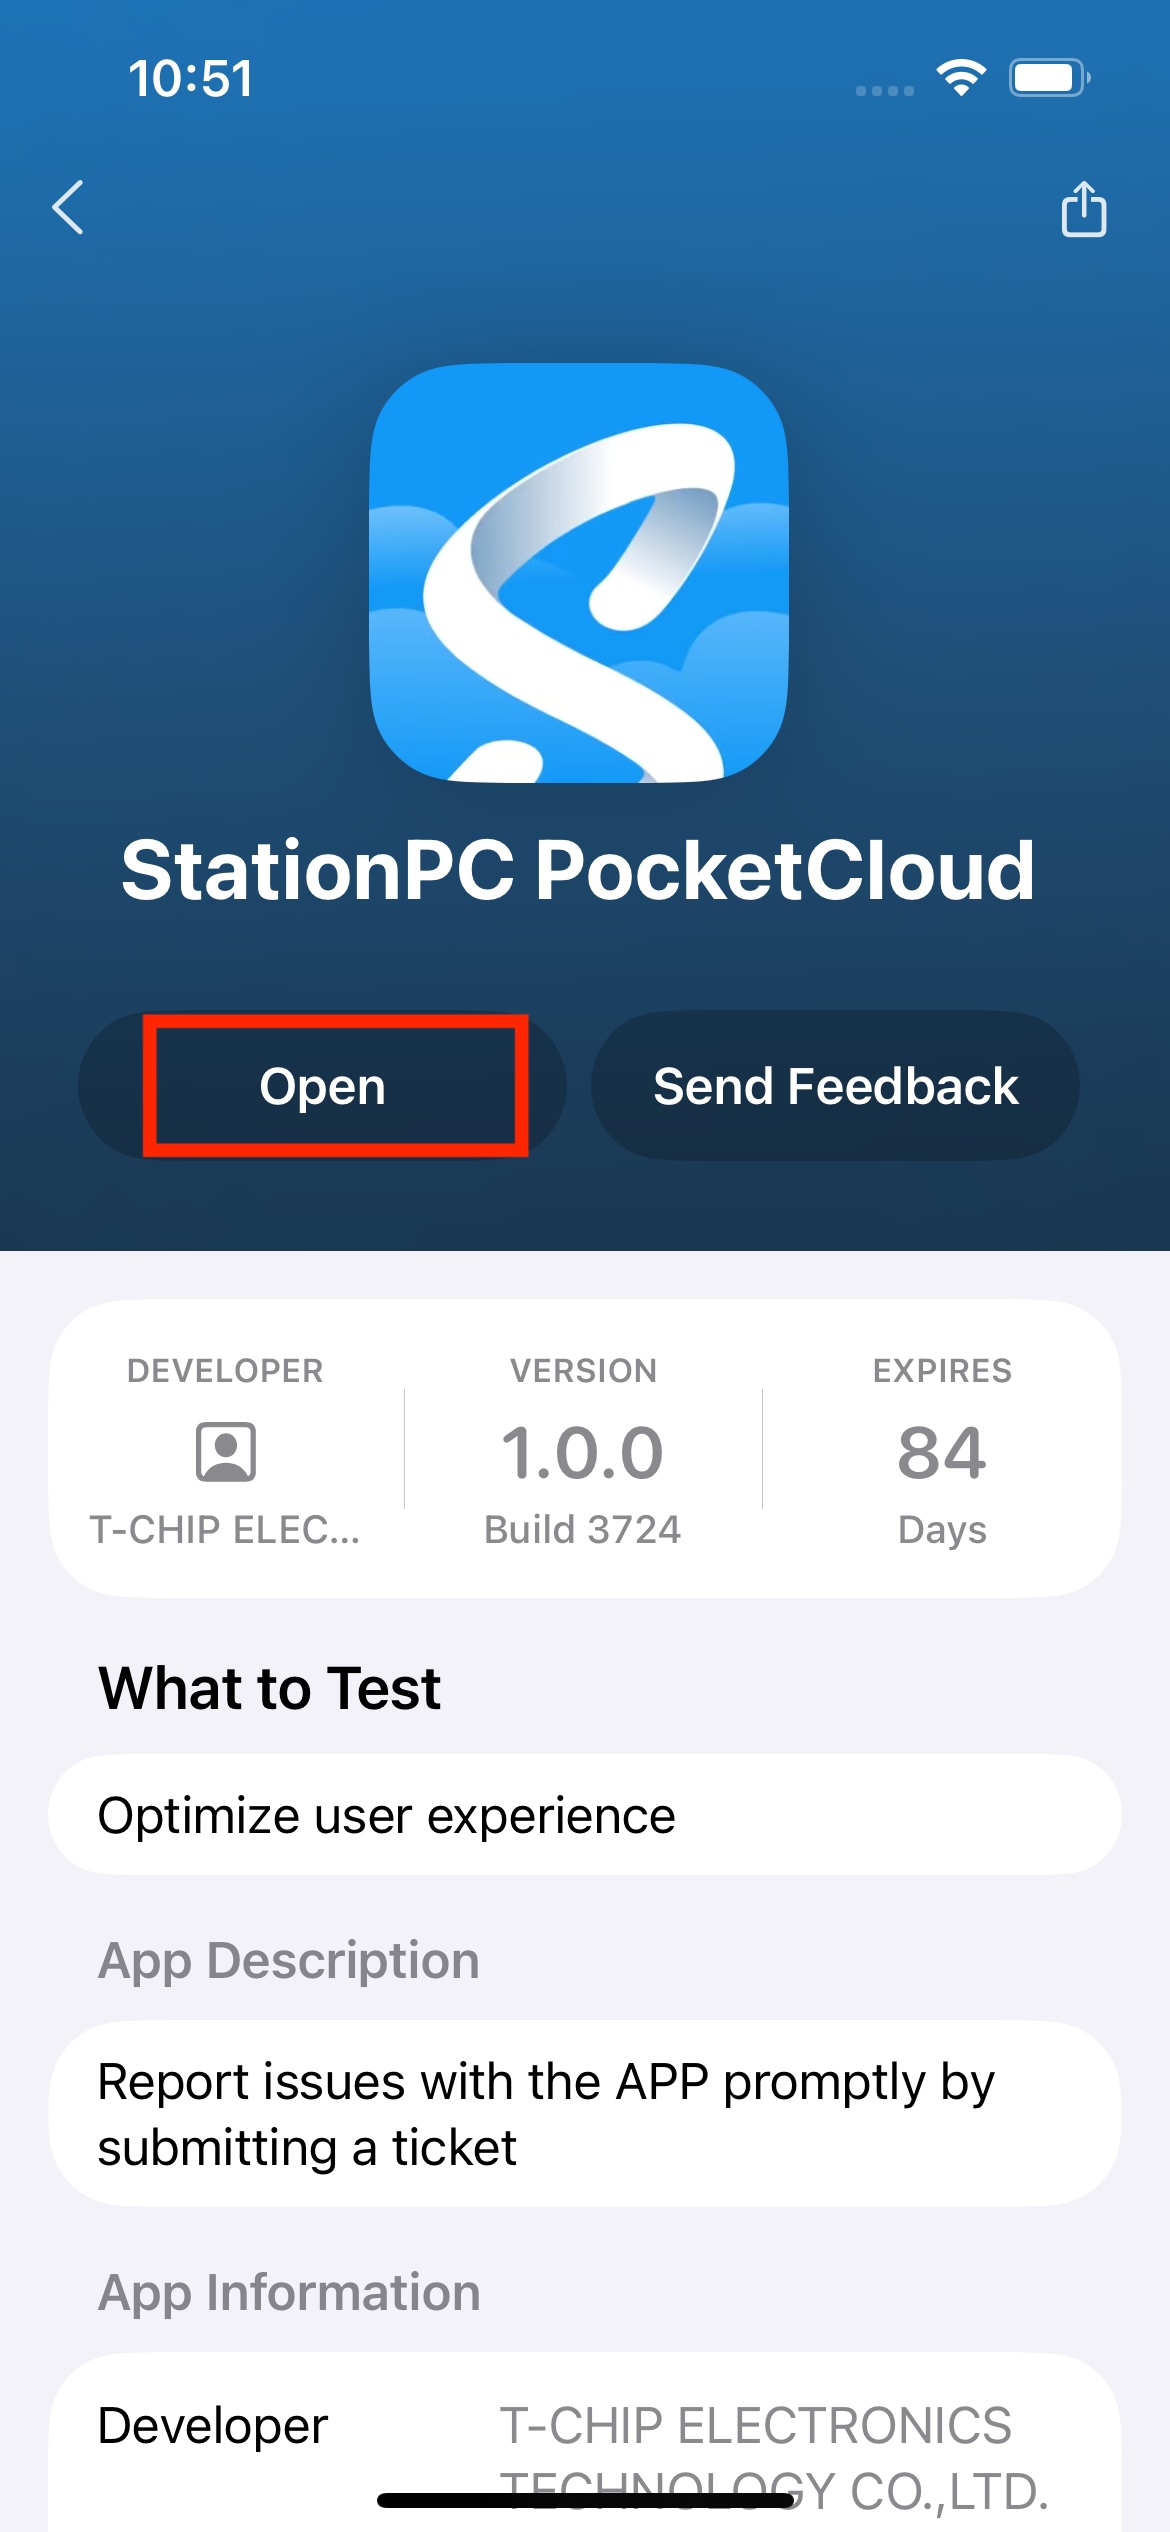 10:51
StationPC PocketCloud
Open
Send Feedback
DEVELOPER
VERSION
EXPIRES
1.0.0
84
T-CHIP ELEC...
Build 3724
Days
What to Test
Optimize user experience
App Description
Report issues with the APP promptly by
submitting a ticket
App Information
Developer
T-CHIP ELECTRONICS
TECHNOLOGY CO.,LTD.